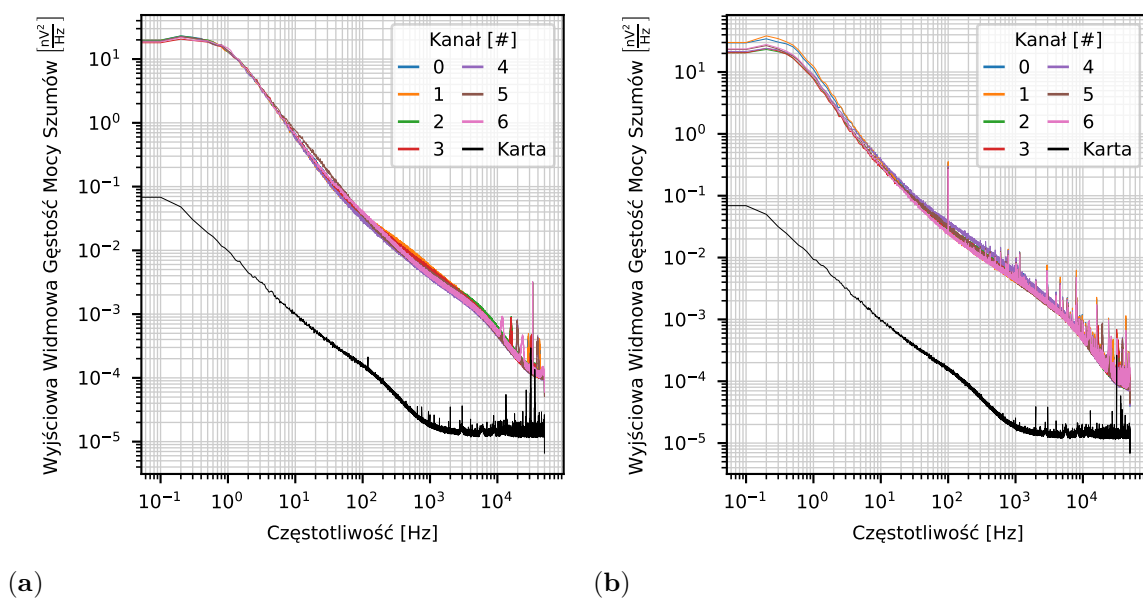 Wyjściowa Widmowa Gęstość Mocy Szumów [nV²/Hz]
10¹
10⁰
10⁻¹
10⁻²
10⁻³
10⁻⁴
10⁻⁵
Kanał [#]
0 4
1 5
2 6
3 Karta
10⁻¹ 10⁰ 10¹ 10² 10³ 10⁴
Częstotliwość [Hz]
(a)
Wyjściowa Widmowa Gęstość Mocy Szumów [nV²/Hz]
10¹
10⁰
10⁻¹
10⁻²
10⁻³
10⁻⁴
10⁻⁵
Kanał [#]
0 4
1 5
2 6
3 Karta
10⁻¹ 10⁰ 10¹ 10² 10³ 10⁴
Częstotliwość [Hz]
(b)